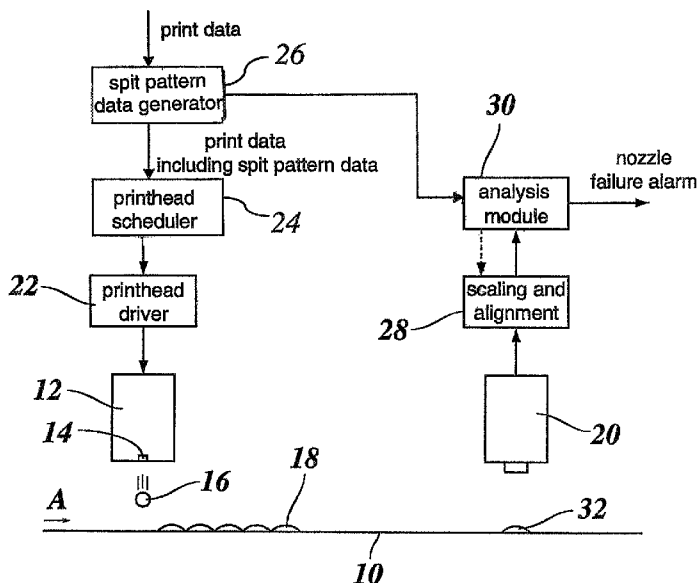 print data
26
spit pattern
data generator
print data
including spit pattern data
30
nozzle
failure alarm
printhead
scheduler
24
analysis
module
22
printhead
driver
scaling and
alignment
28
12
14
20
16
18
A
32
10